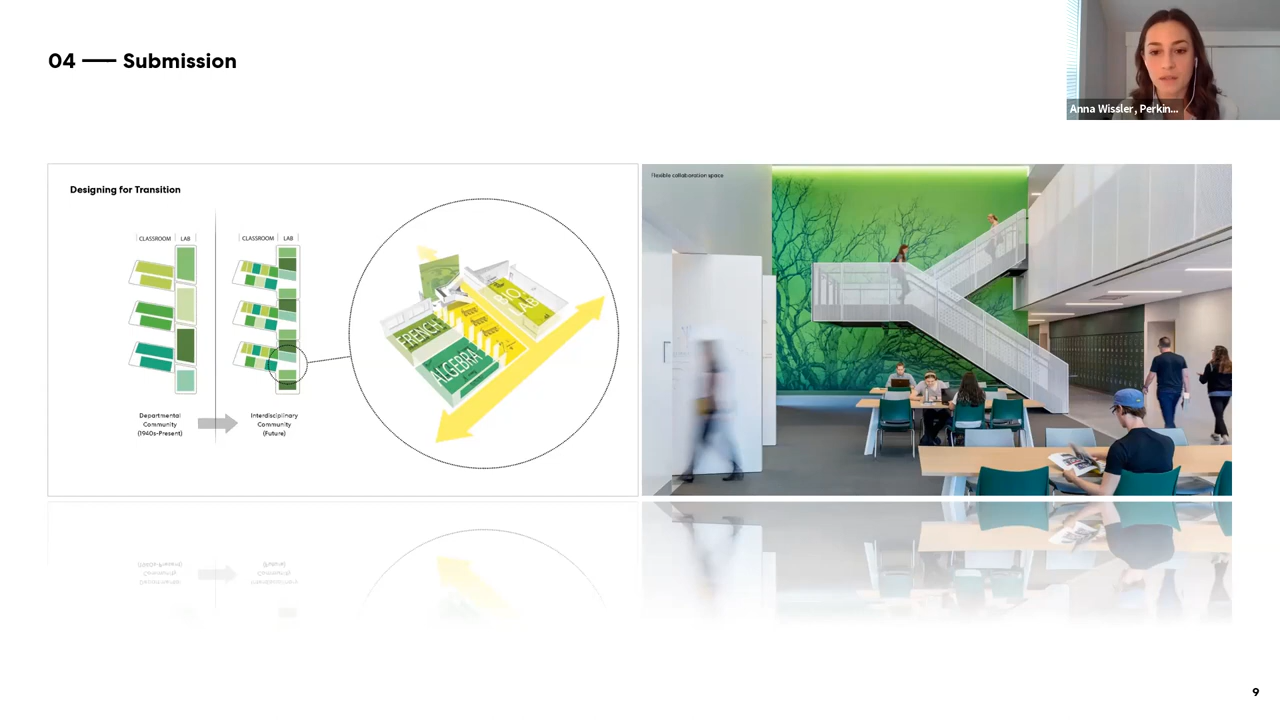 04 — Submission
Anna Wissler, Perkin...
Designing for Transition
CLASSROOM LAB
CLASSROOM LAB
FRENCH
ALGEBRA
BIO LAB
Departmental
Community
(1940s-Present)
Interdisciplinary
Community
(Future)
Flexible collaboration space
9